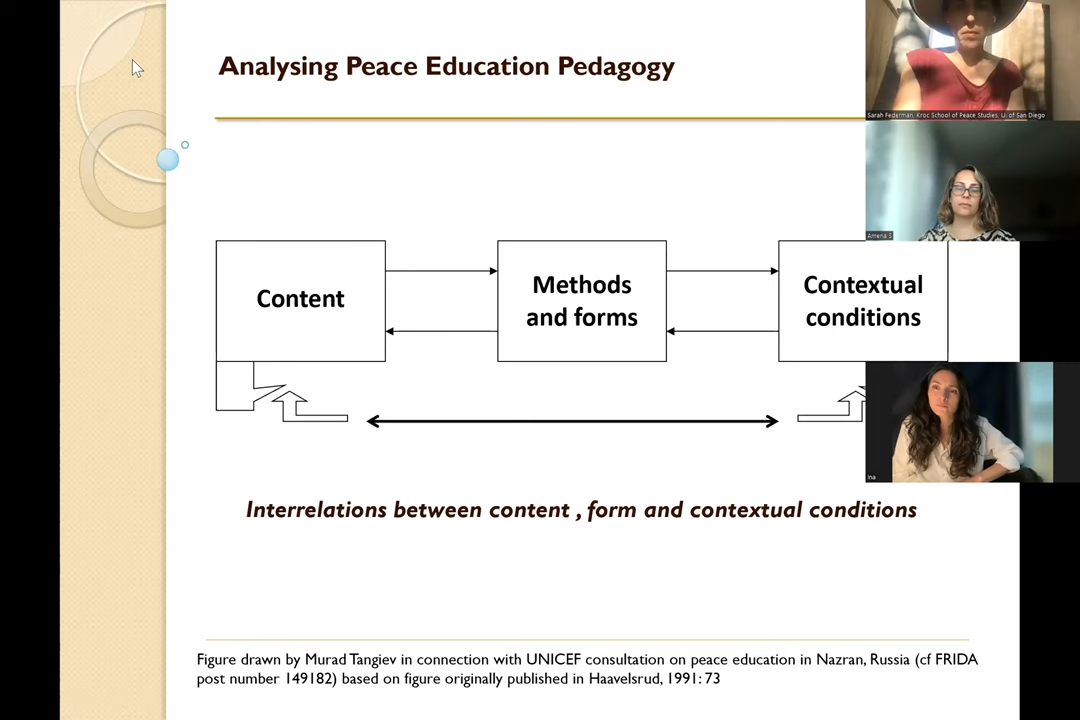 Analysing Peace Education Pedagogy
Sarah Federman, Kroc School of Peace Studies, U. of San Diego
Amena S
Content
Methods
and forms
Contextual
conditions
Ina
Interrelations between content , form and contextual conditions
Figure drawn by Murad Tangiev in connection with UNICEF consultation on peace education in Nazran, Russia (cf FRIDA
post number 149182) based on figure originally published in Haavelsrud, 1991: 73